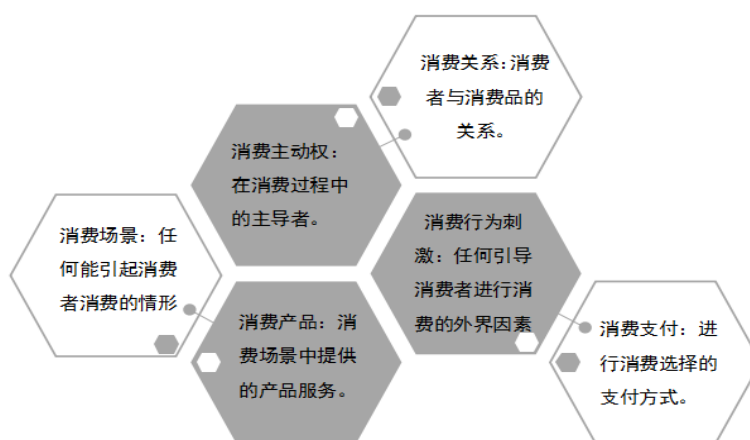 消费关系：消费
者与消费品的
关系。
消费主动权：
在消费过程中
的主导者。
消费行为刺
激：任何引导
消费者进行消
费的外界因素
消费场景：任
何能引起消费
者消费的情形
消费产品：消
费场景中提供
的产品服务。
消费支付：进
行消费选择的
支付方式。